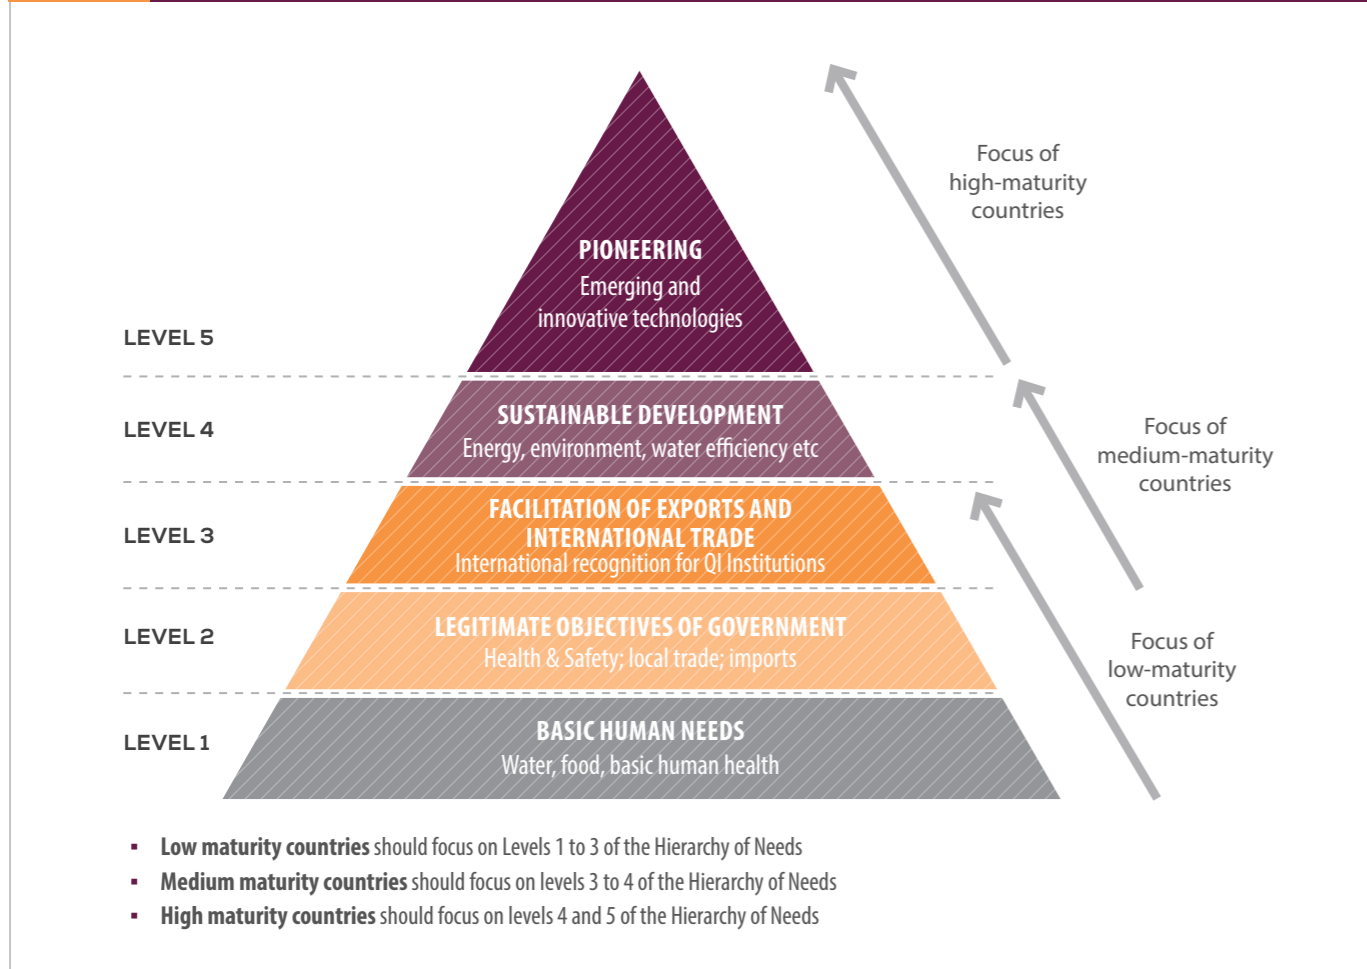 PIONEERING
Emerging and
innovative technologies
LEVEL 5
LEVEL 4
SUSTAINABLE DEVELOPMENT
Energy, environment, water efficiency etc
LEVEL 3
FACILITATION OF EXPORTS AND
INTERNATIONAL TRADE
International recognition for QI Institutions
LEVEL 2
LEGITIMATE OBJECTIVES OF GOVERNMENT
Health & Safety; local trade; imports
LEVEL 1
BASIC HUMAN NEEDS
Water, food, basic human health
Focus of
high-maturity
countries
Focus of
medium-maturity
countries
Focus of
low-maturity
countries
▪ Low maturity countries should focus on Levels 1 to 3 of the Hierarchy of Needs
▪ Medium maturity countries should focus on levels 3 to 4 of the Hierarchy of Needs
▪ High maturity countries should focus on levels 4 and 5 of the Hierarchy of Needs